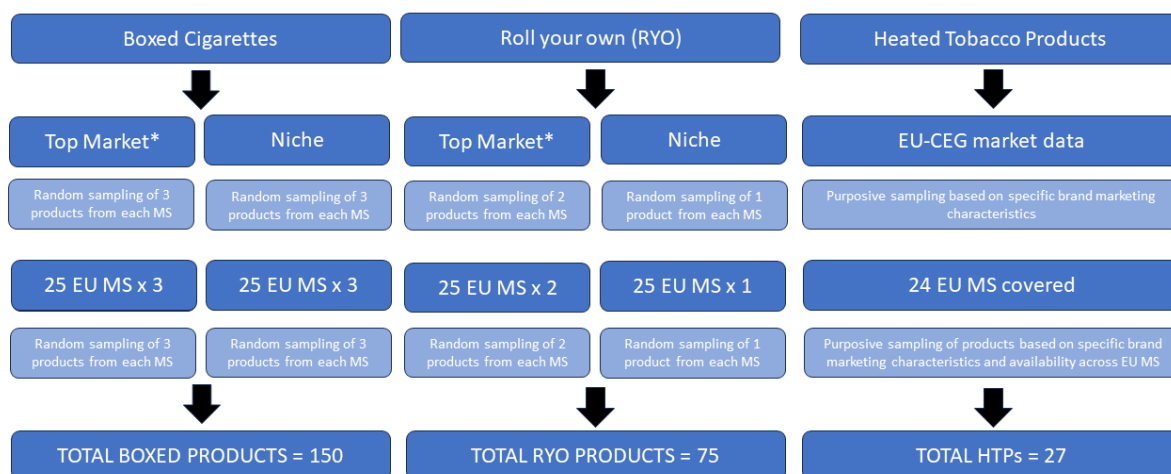 Boxed Cigarettes
Roll your own (RYO)
Heated Tobacco Products
Top Market*
Niche
Top Market*
Niche
EU-CEG market data
Random sampling of 3
products from each MS
Random sampling of 3
products from each MS
Random sampling of 2
products from each MS
Random sampling of 1
product from each MS
Purposive sampling based on specific brand marketing
characteristics
25 EU MS x 3
25 EU MS x 3
25 EU MS x 2
25 EU MS x 1
24 EU MS covered
Random sampling of 3
products from each MS
Random sampling of 3
products from each MS
Random sampling of 2
products from each MS
Random sampling of 1
product from each MS
Purposive sampling of products based on specific brand
marketing characteristics and availability across EU MS
TOTAL BOXED PRODUCTS = 150
TOTAL RYO PRODUCTS = 75
TOTAL HTPs = 27